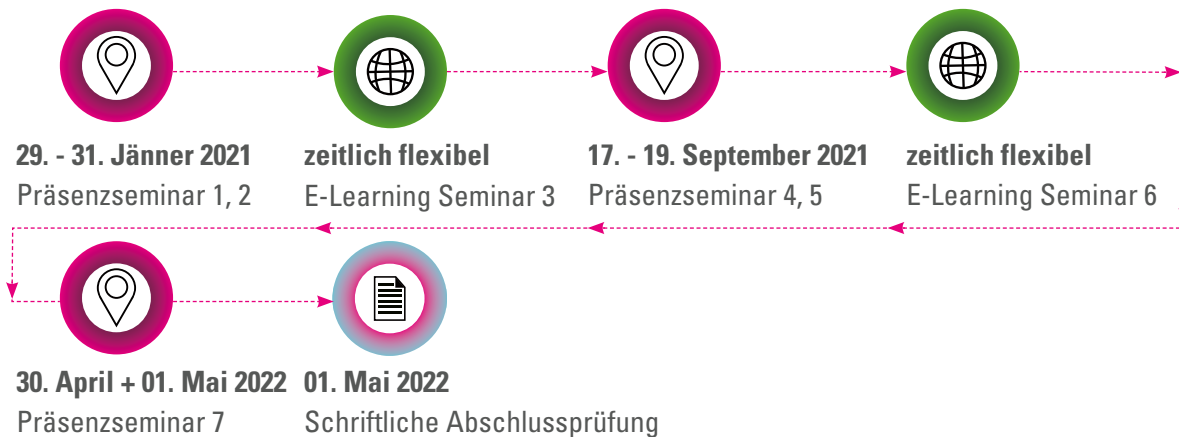 29. - 31. Jänner 2021
Präsenzseminar 1, 2
zeitlich flexibel
E-Learning Seminar 3
17. - 19. September 2021
Präsenzseminar 4, 5
zeitlich flexibel
E-Learning Seminar 6
30. April + 01. Mai 2022
Präsenzseminar 7
01. Mai 2022
Schriftliche Abschlussprüfung